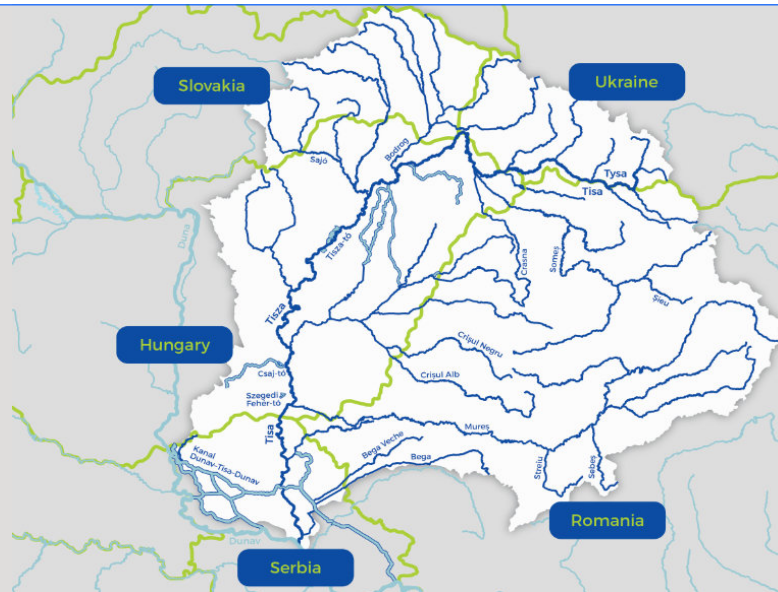 Slovakia
Ukraine
Bodrog
Sajó
Tysa
Tisa
Duna
Tisza-tó
Crasna
Someș
Șieu
Tisza
Hungary
Crișul Negru
Csaj-tó
Crișul Alb
Szegedi
Fehér-tó
Tisa
Mureș
Kanal
Dunav-Tisa-Dunav
Bega Veche
Bega
Streiu
Sebeș
Romania
Dunav
Serbia